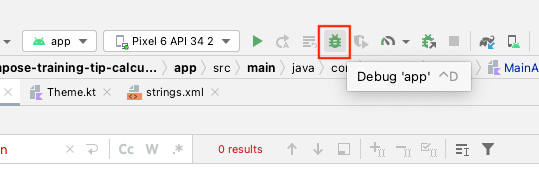 app Pixel 6 API 34 2
pose-training-tip-calcu... app src main java MainA
Debug 'app' ^D
Theme.kt strings.xml
Cc W .* 0 results